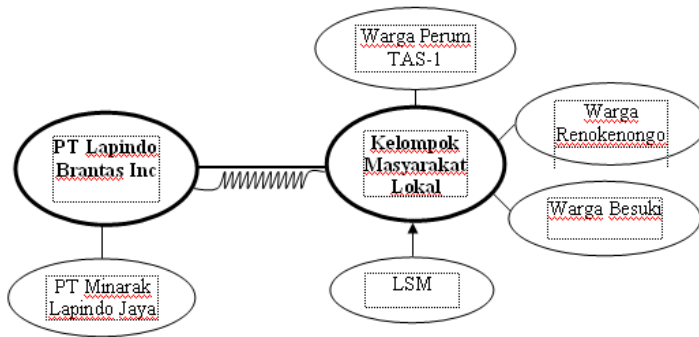 Warga Perum
TAS-1
PT Lapindo
Brantas Inc
Kelompok
Masyarakat
Lokal
Warga
Renokenongo
Warga Besuki
PT Minarak
Lapindo Jaya
LSM